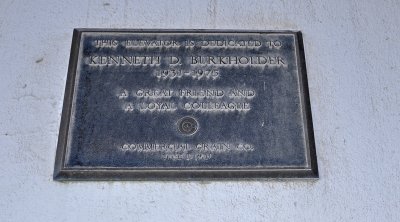 THIS ELEVATOR IS DEDICATED TO
KENNETH D. BURKHOLDER
1931-1975
A GREAT FRIEND AND
A LOYAL COLLEAGUE
COMMERCIAL GRAIN CO.